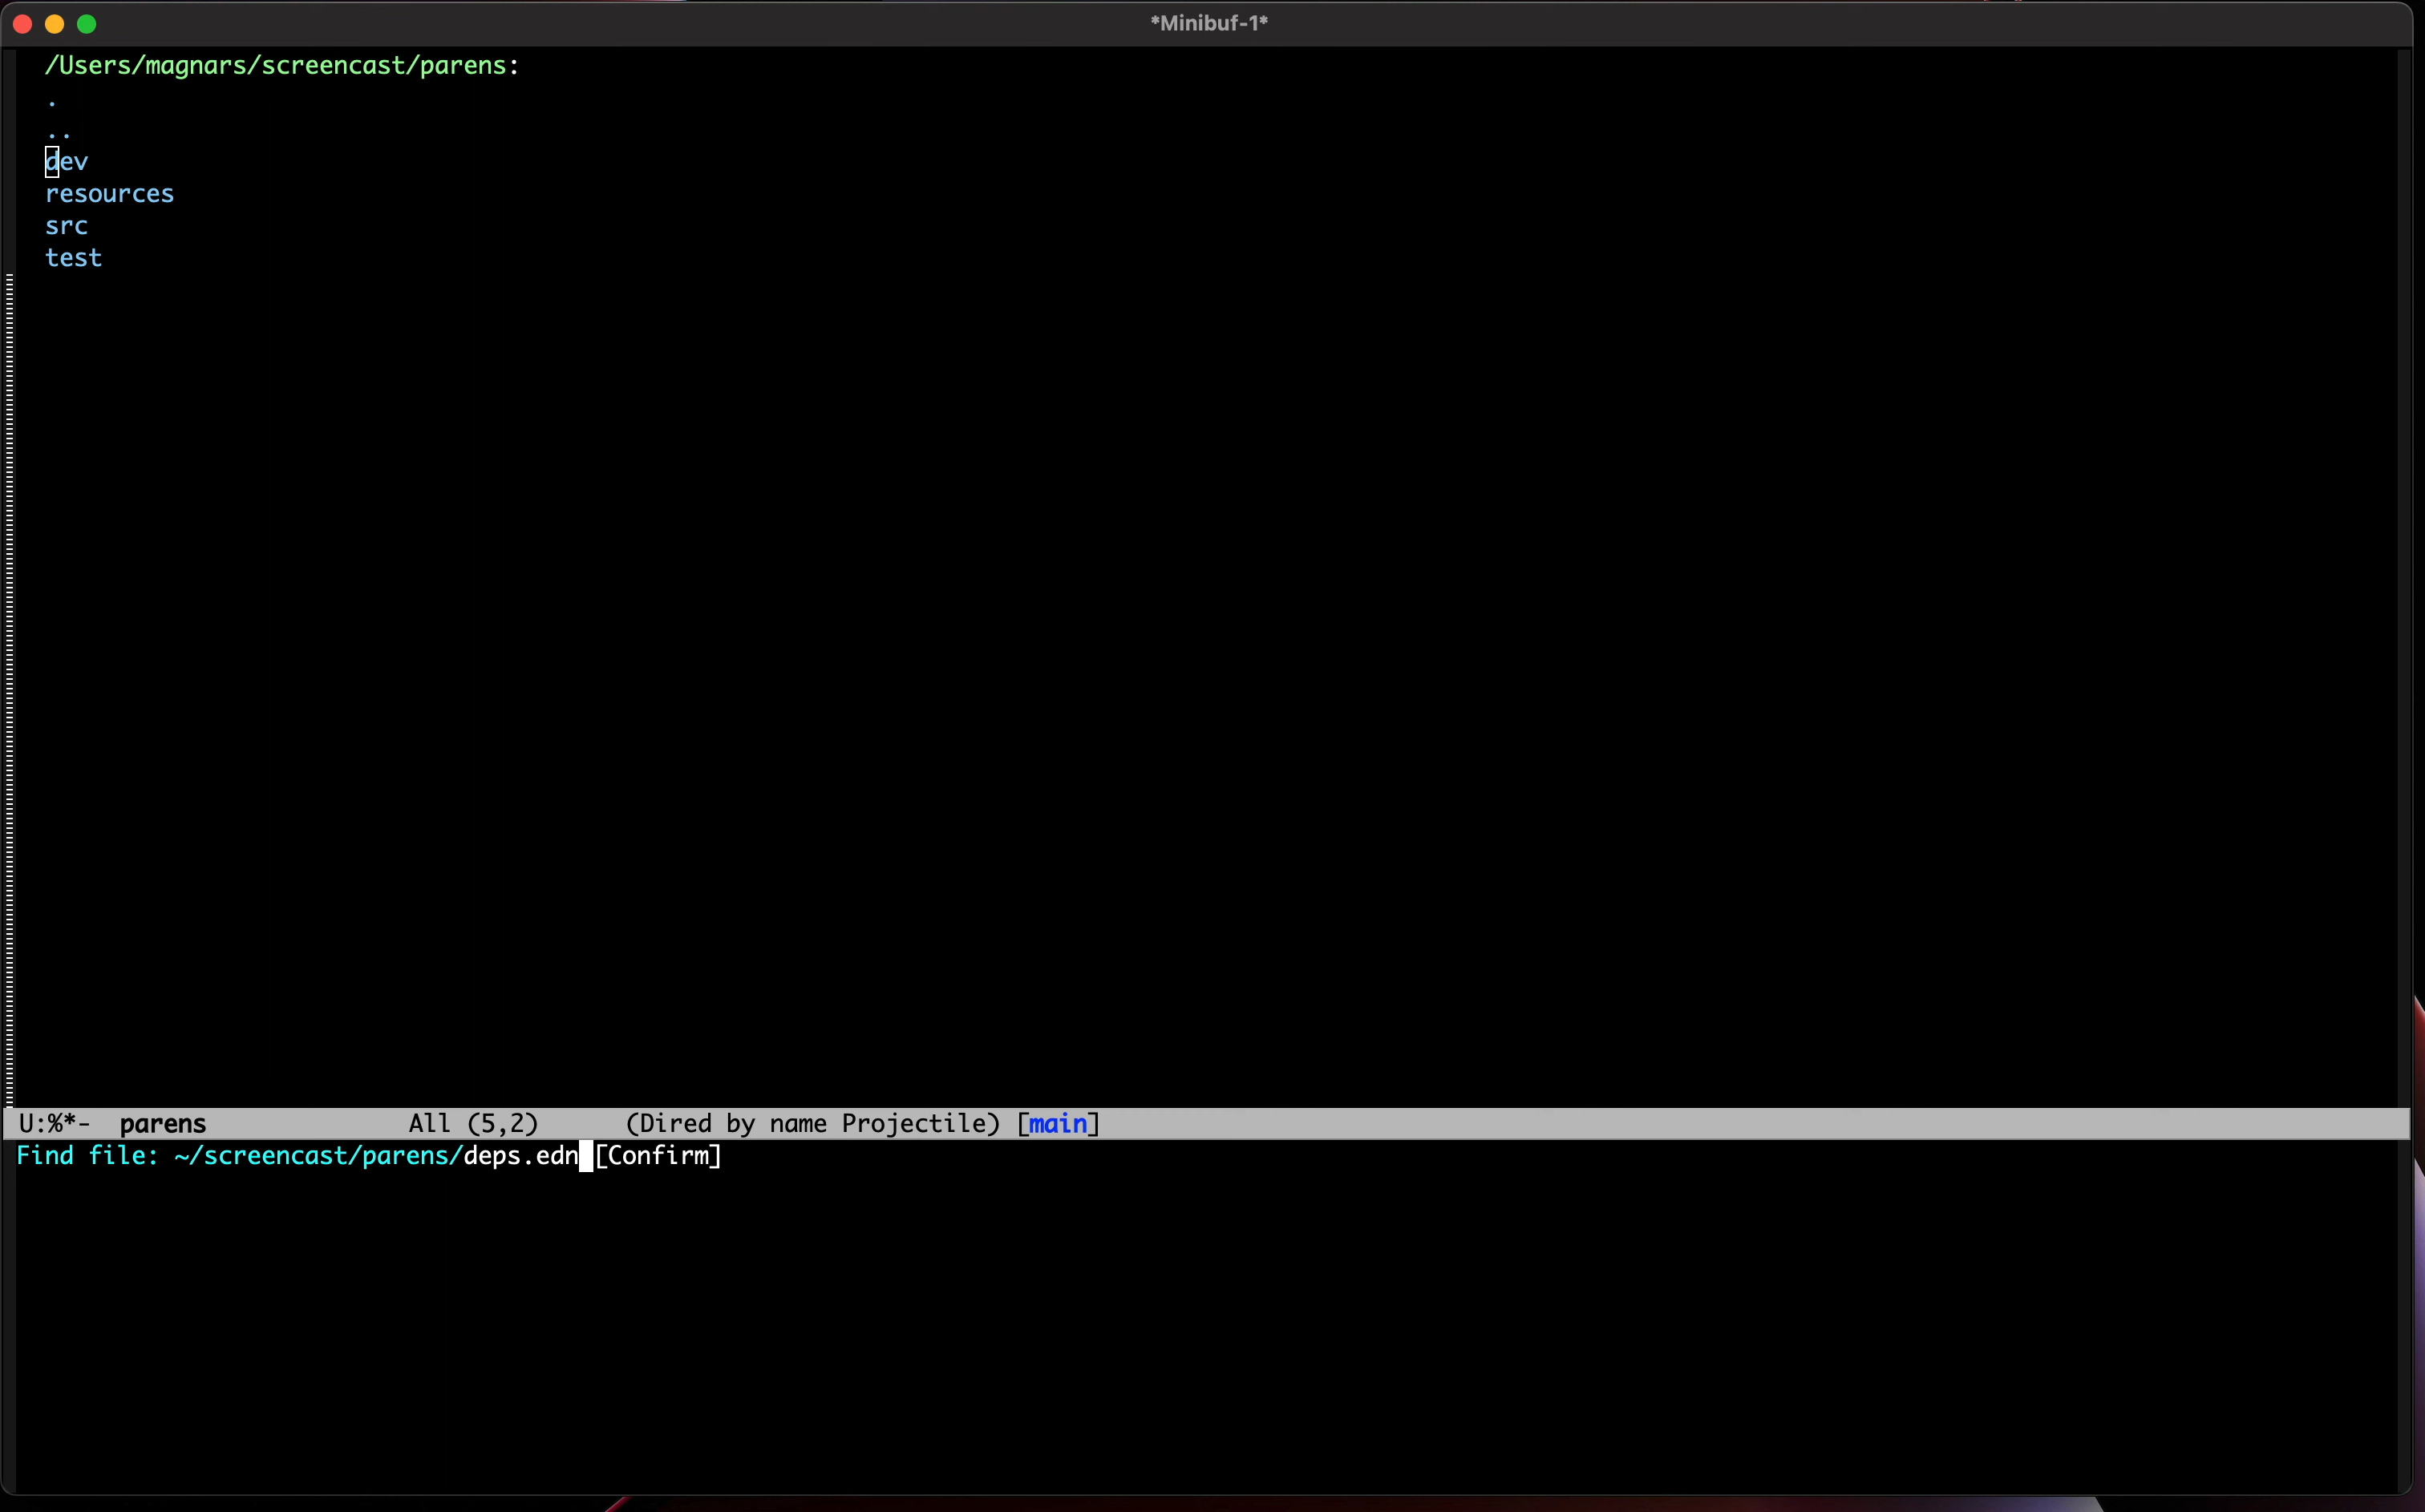 *Minibuf-1*
/Users/magnars/screencast/parens:
.
..
dev
resources
src
test
U:%*-  parens              All (5,2)      (Dired by name Projectile) [main]
Find file: ~/screencast/parens/deps.edn [Confirm]